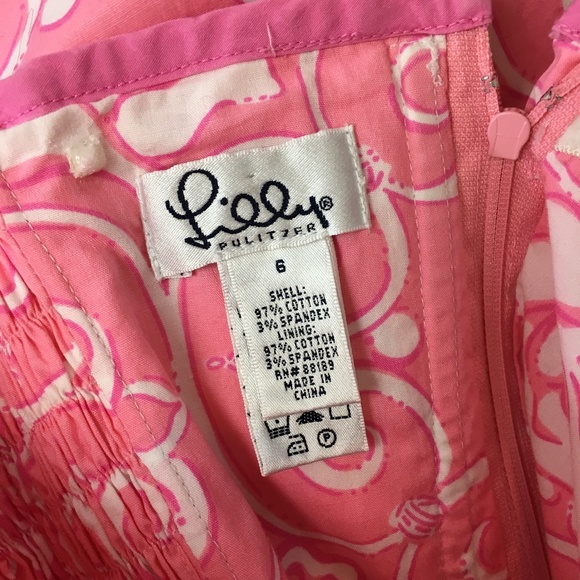 Lilly®
PULITZER
6
SHELL:
97% COTTON
3% SPANDEX
LINING:
97% COTTON
3% SPANDEX
RN# 88189
MADE IN
CHINA
P